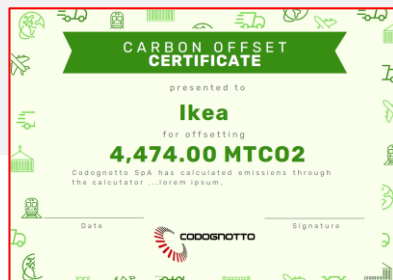 CARBON OFFSET
CERTIFICATE
presented to
Ikea
for offsetting
4,474.00 MTCO2
Codognotto SpA has calculated emissions through
the calcutator ...lorem ipsum.
Date
Signature
CODOGNOTTO